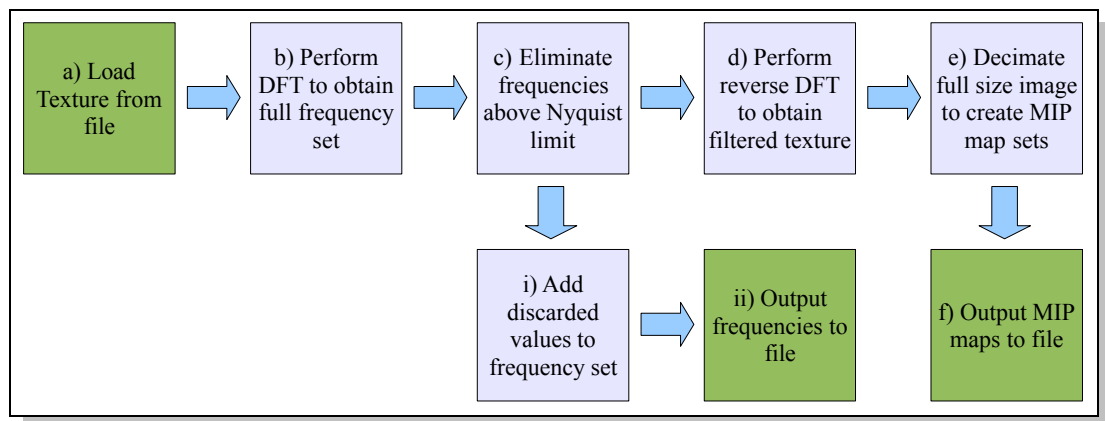 a) Load
Texture from
file
b) Perform
DFT to obtain
full frequency
set
c) Eliminate
frequencies
above Nyquist
limit
d) Perform
reverse DFT
to obtain
filtered texture
e) Decimate
full size image
to create MIP
map sets
i) Add
discarded
values to
frequency set
ii) Output
frequencies to
file
f) Output MIP
maps to file